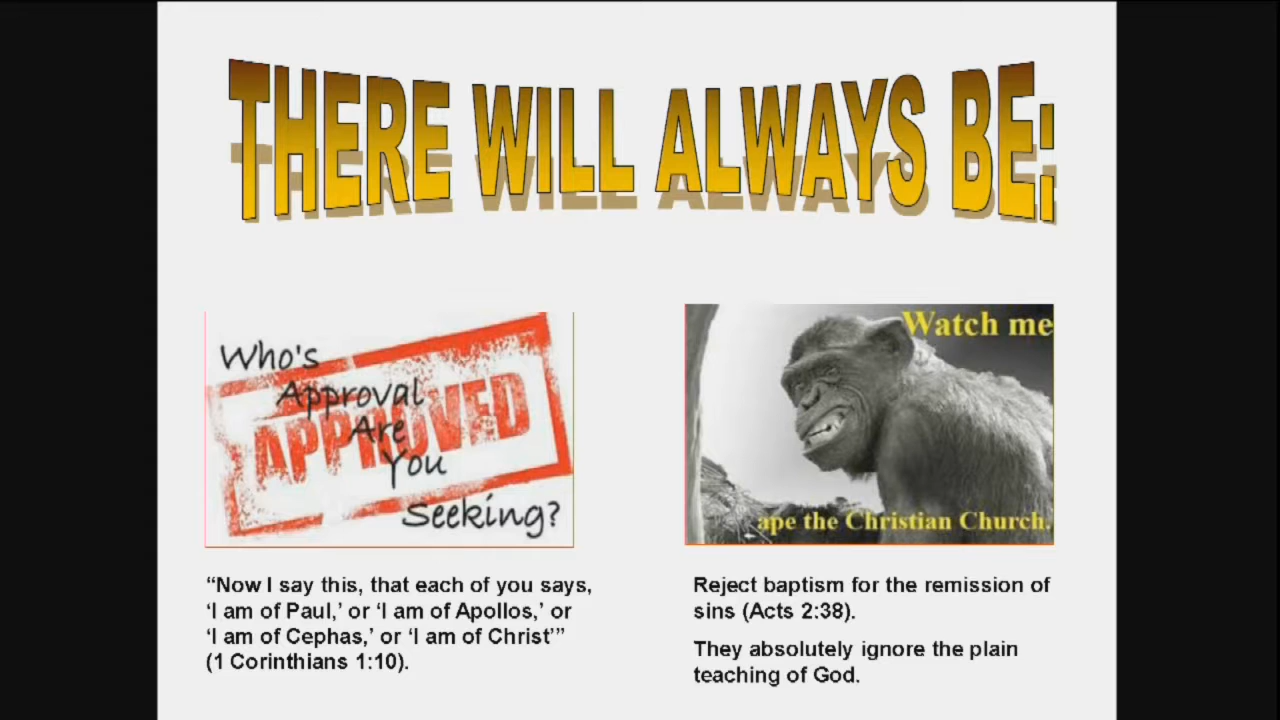 THERE WILL ALWAYS BE:
Who's
Approval
APPROVED
Are
You
Seeking?
Watch me
ape the Christian Church.
“Now I say this, that each of you says,
‘I am of Paul,’ or ‘I am of Apollos,’ or
‘I am of Cephas,’ or ‘I am of Christ’”
(1 Corinthians 1:10).
Reject baptism for the remission of
sins (Acts 2:38).
They absolutely ignore the plain
teaching of God.